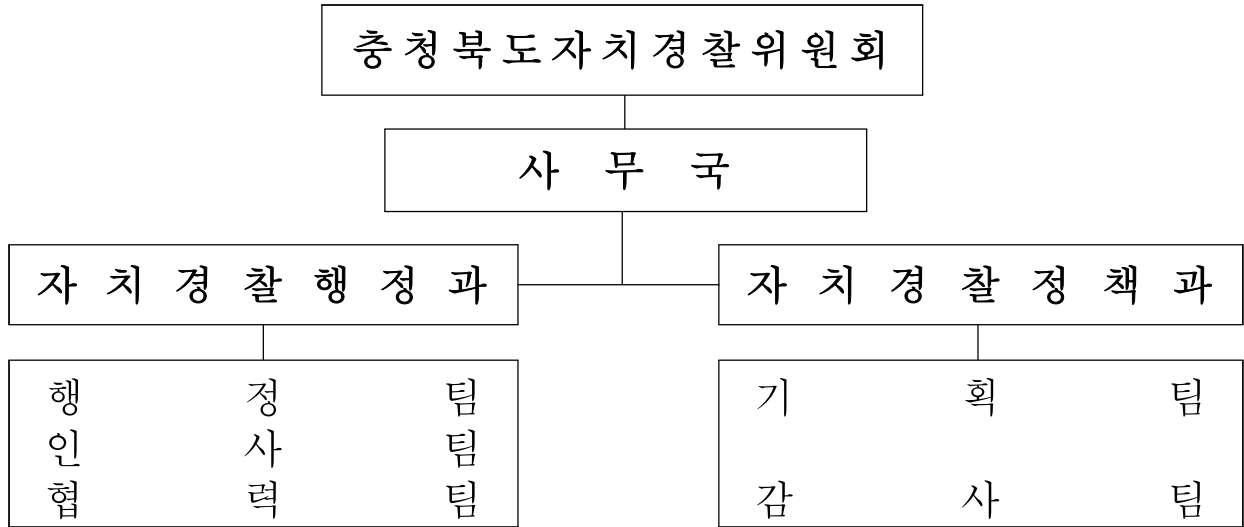 충청북도자치경찰위원회
사 무 국
자 치 경 찰 행 정 과
자 치 경 찰 정 책 과
행 정 팀
인 사 팀
협 력 팀
기 획 팀
감 사 팀